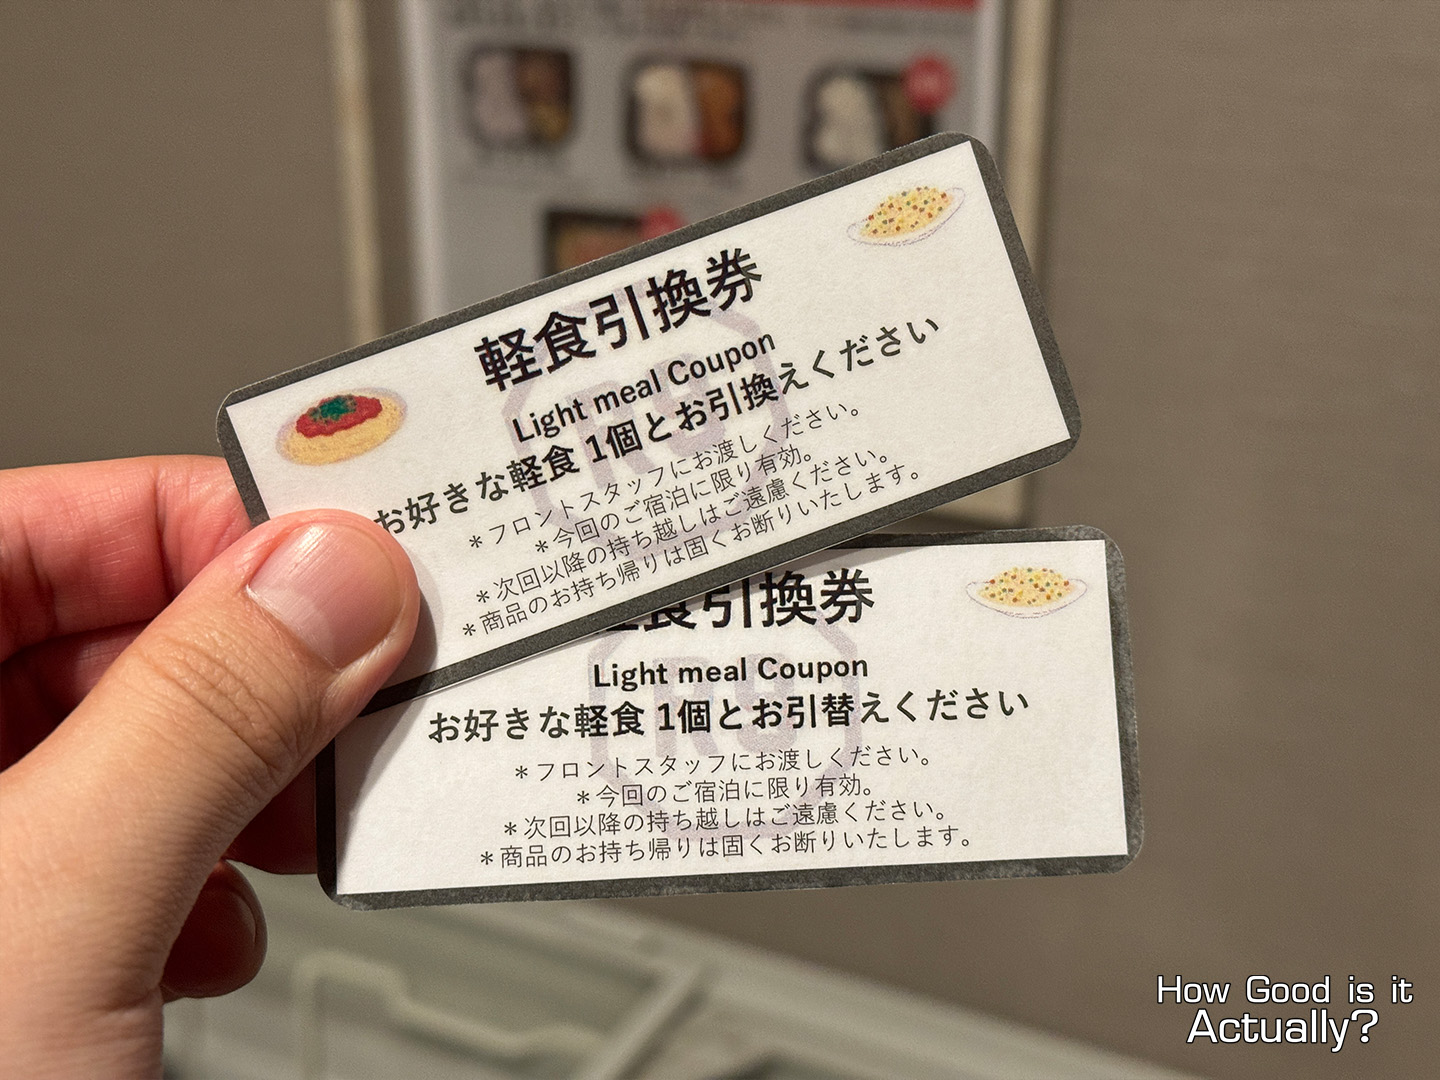 軽食引換券
Light meal Coupon
お好きな軽食 1個とお引換えください
＊フロントスタッフにお渡しください。
＊今回のご宿泊に限り有効。
＊次回以降の持ち越しはご遠慮ください。
＊商品のお持ち帰りは固くお断りいたします。
軽食引換券
Light meal Coupon
お好きな軽食 1個とお引替えください
＊フロントスタッフにお渡しください。
＊今回のご宿泊に限り有効。
＊次回以降の持ち越しはご遠慮ください。
＊商品のお持ち帰りは固くお断りいたします。
How Good is it
Actually?